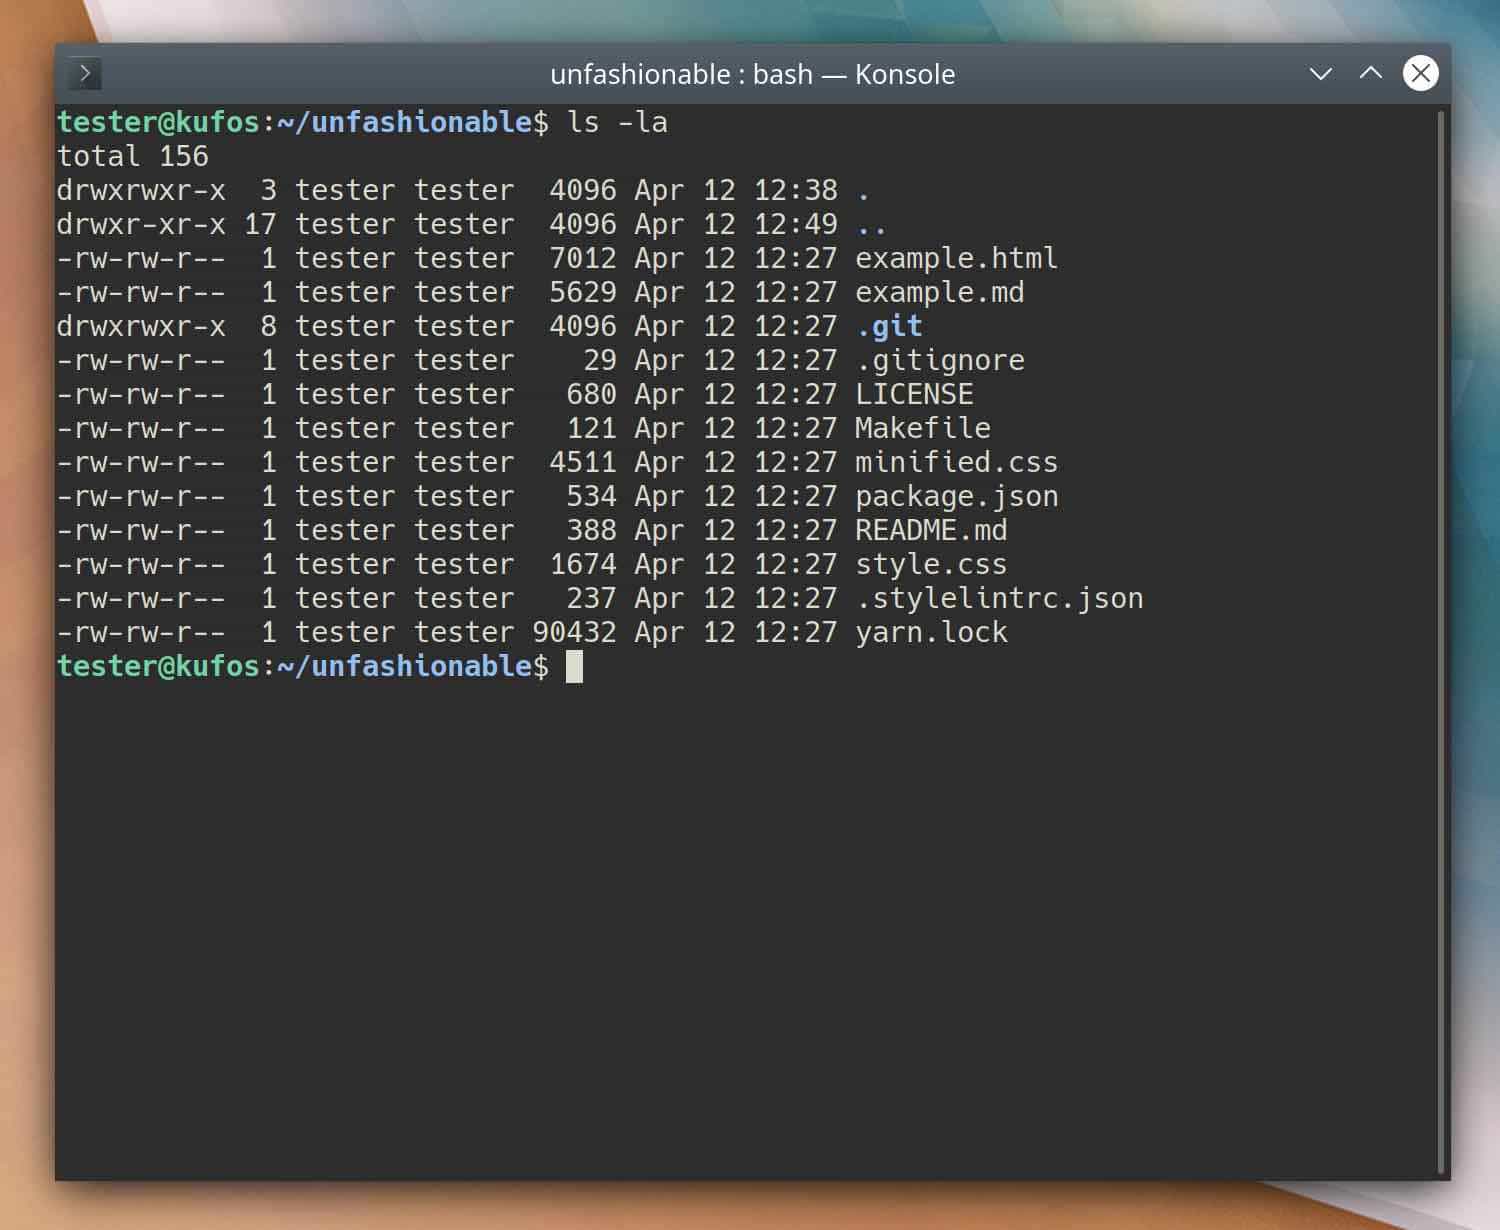 unfashionable : bash — Konsole
tester@kufos:~/unfashionable$ ls -la
total 156
drwxrwxr-x  3 tester tester  4096 Apr 12 12:38 .
drwxr-xr-x 17 tester tester  4096 Apr 12 12:49 ..
-rw-rw-r--  1 tester tester  7012 Apr 12 12:27 example.html
-rw-rw-r--  1 tester tester  5629 Apr 12 12:27 example.md
drwxrwxr-x  8 tester tester  4096 Apr 12 12:27 .git
-rw-rw-r--  1 tester tester    29 Apr 12 12:27 .gitignore
-rw-rw-r--  1 tester tester   680 Apr 12 12:27 LICENSE
-rw-rw-r--  1 tester tester   121 Apr 12 12:27 Makefile
-rw-rw-r--  1 tester tester  4511 Apr 12 12:27 minified.css
-rw-rw-r--  1 tester tester   534 Apr 12 12:27 package.json
-rw-rw-r--  1 tester tester   388 Apr 12 12:27 README.md
-rw-rw-r--  1 tester tester  1674 Apr 12 12:27 style.css
-rw-rw-r--  1 tester tester   237 Apr 12 12:27 .stylelintrc.json
-rw-rw-r--  1 tester tester 90432 Apr 12 12:27 yarn.lock
tester@kufos:~/unfashionable$